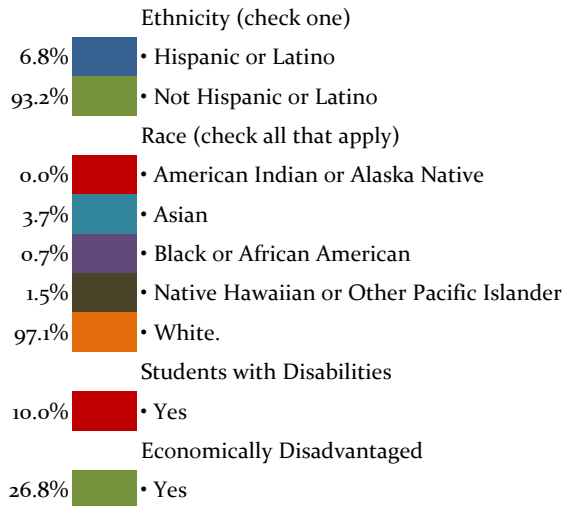 Ethnicity (check one)
6.8% • Hispanic or Latino
93.2% • Not Hispanic or Latino
Race (check all that apply)
0.0% • American Indian or Alaska Native
3.7% • Asian
0.7% • Black or African American
1.5% • Native Hawaiian or Other Pacific Islander
97.1% • White.
Students with Disabilities
10.0% • Yes
Economically Disadvantaged
26.8% • Yes